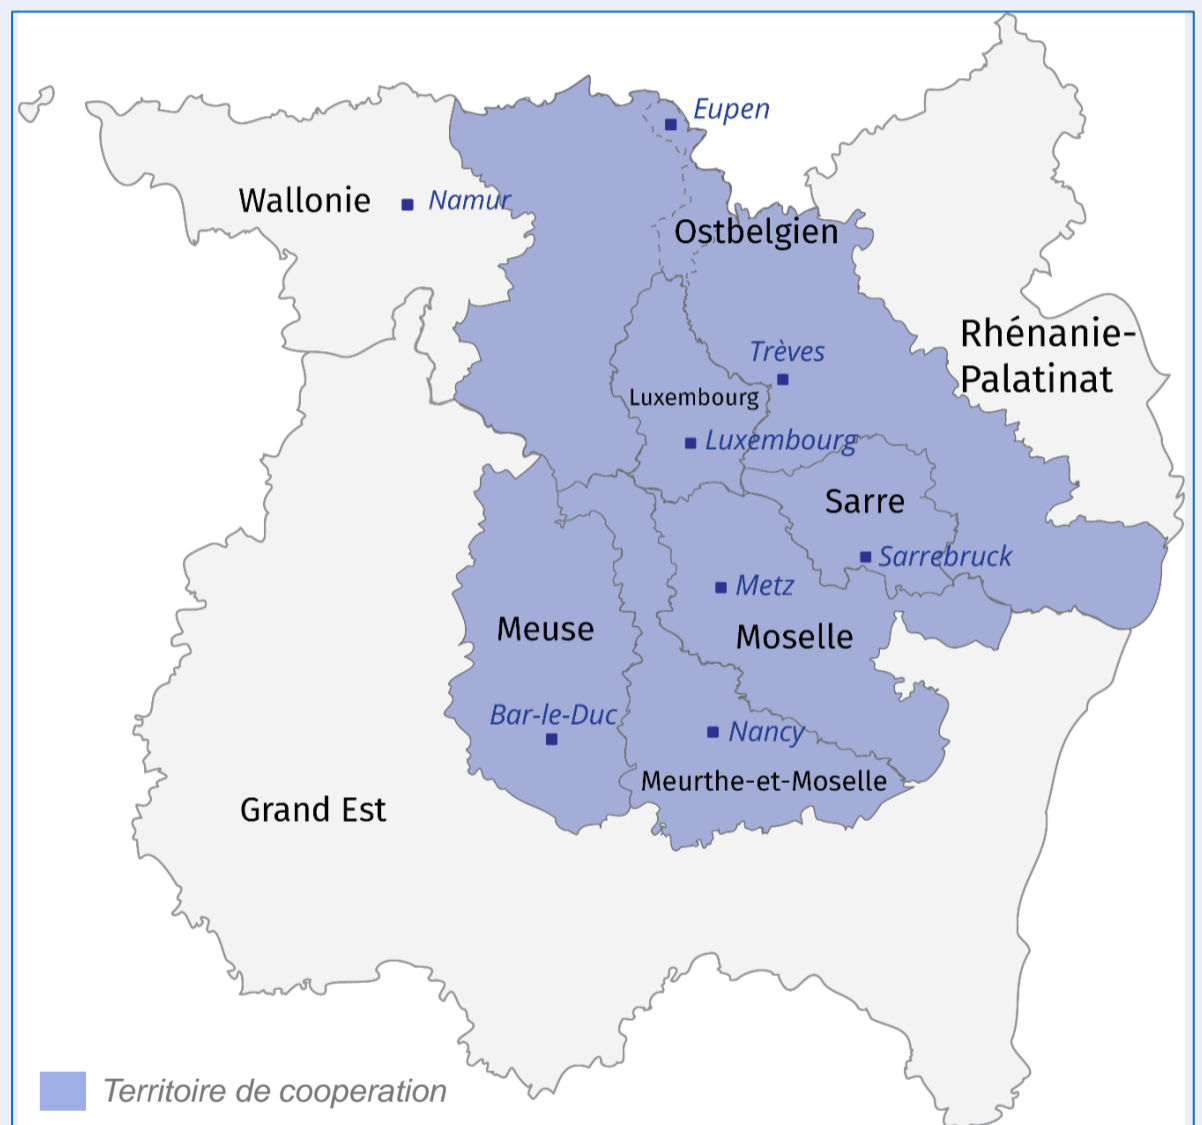 Eupen
Wallonie
Namur
Ostbelgien
Rhénanie-
Palatinat
Trèves
Luxembourg
Luxembourg
Sarre
Sarrebruck
Metz
Meuse
Moselle
Bar-le-Duc
Nancy
Meurthe-et-Moselle
Grand Est
Territoire de cooperation